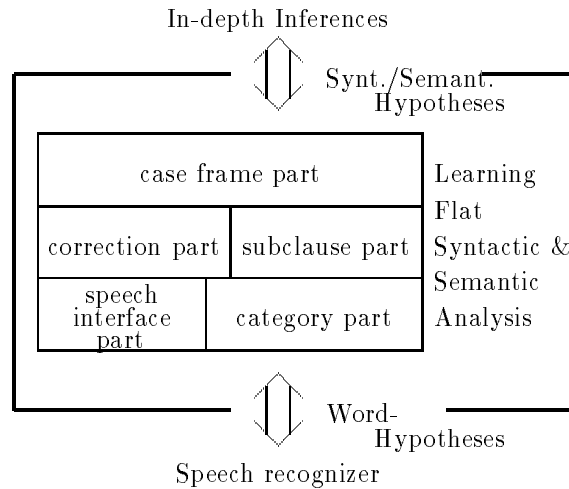 In-depth Inferences
Synt./Semant.
Hypotheses
case frame part
Learning
Flat
correction part
subclause part
Syntactic &
Semantic
speech
interface
part
category part
Analysis
Word-
Hypotheses
Speech recognizer